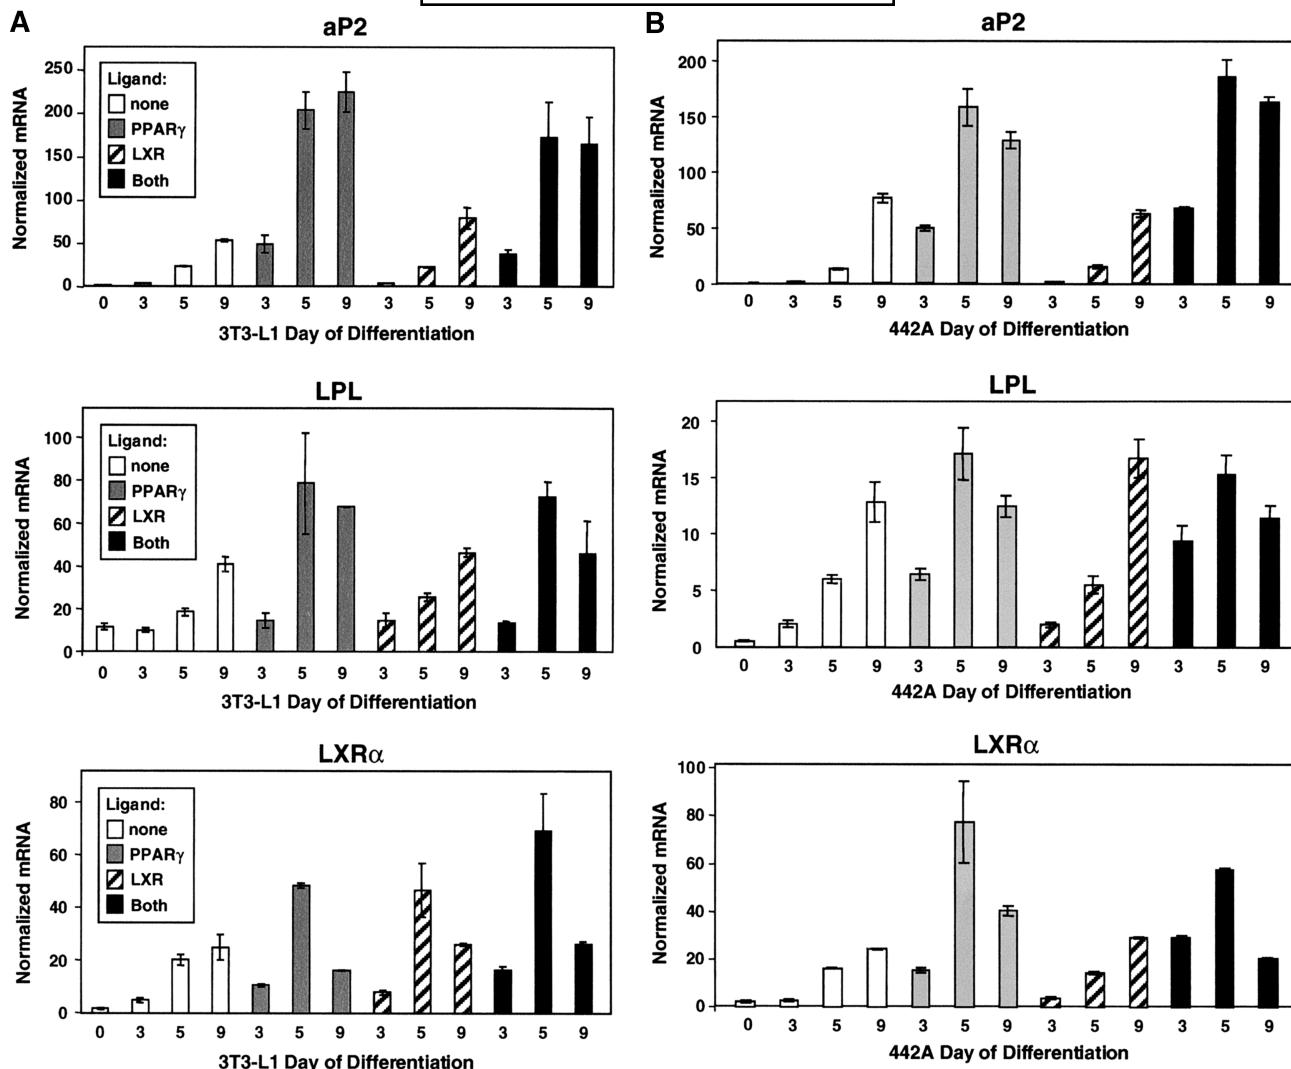 A
aP2
Normalized mRNA
250
200
150
100
50
0
Ligand:
none
PPARγ
LXR
Both
0 3 5 9 3 5 9 3 5 9 3 5 9
3T3-L1 Day of Differentiation
B
aP2
Normalized mRNA
200
150
100
50
0
0 3 5 9 3 5 9 3 5 9 3 5 9
442A Day of Differentiation
LPL
Normalized mRNA
100
80
60
40
20
0
Ligand:
none
PPARγ
LXR
Both
0 3 5 9 3 5 9 3 5 9 3 5 9
3T3-L1 Day of Differentiation
LPL
Normalized mRNA
20
15
10
5
0
0 3 5 9 3 5 9 3 5 9 3 5 9
442A Day of Differentiation
LXRα
Normalized mRNA
80
60
40
20
0
Ligand:
none
PPARγ
LXR
Both
0 3 5 9 3 5 9 3 5 9 3 5 9
3T3-L1 Day of Differentiation
LXRα
Normalized mRNA
100
80
60
40
20
0
0 3 5 9 3 5 9 3 5 9 3 5 9
442A Day of Differentiation